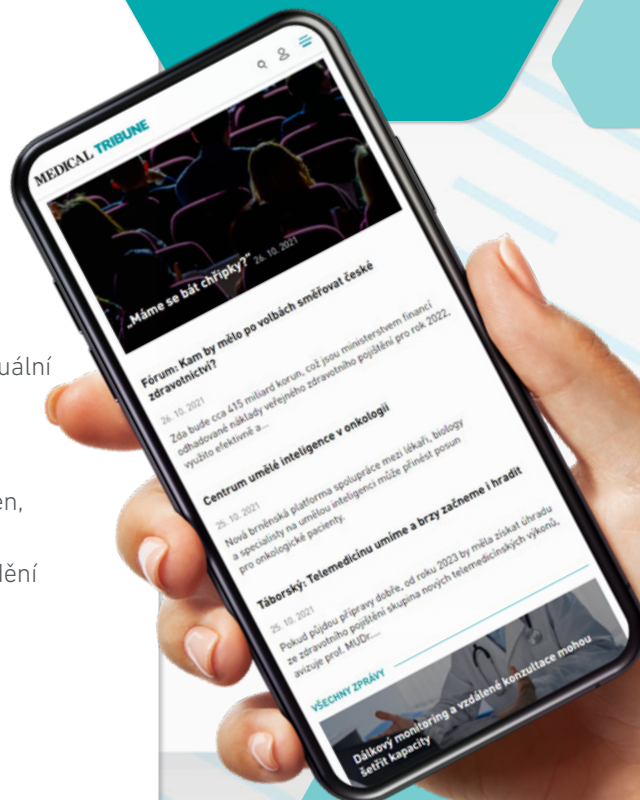 MEDICAL TRIBUNE
„Máme se bát chřipky?“ 26. 10. 2021
Fórum: Kam by mělo po volbách směřovat české
zdravotnictví?
26. 10. 2021
Zda bude cca 415 miliard korun, což jsou ministerstvem financí
odhadované náklady veřejného zdravotního pojištění pro rok 2022,
využito efektivně a...
Centrum umělé inteligence v onkologii
25. 10. 2021
Nová brněnská platforma spolupráce mezi lékaři, biology
a specialisty na umělou inteligenci může přinést posun
pro onkologické pacienty.
Táborský: Telemedicínu umíme a brzy začneme i hradit
25. 10. 2021
Pokud půjdou přípravy dobře, od roku 2023 by měla získat úhradu
ze zdravotního pojištění skupina nových telemedicínských výkonů,
avizuje prof. MUDr....
VŠECHNY ZPRÁVY
Dálkový monitoring a vzdálené konzultace mohou
šetřit kapacity
uální
en,
dění